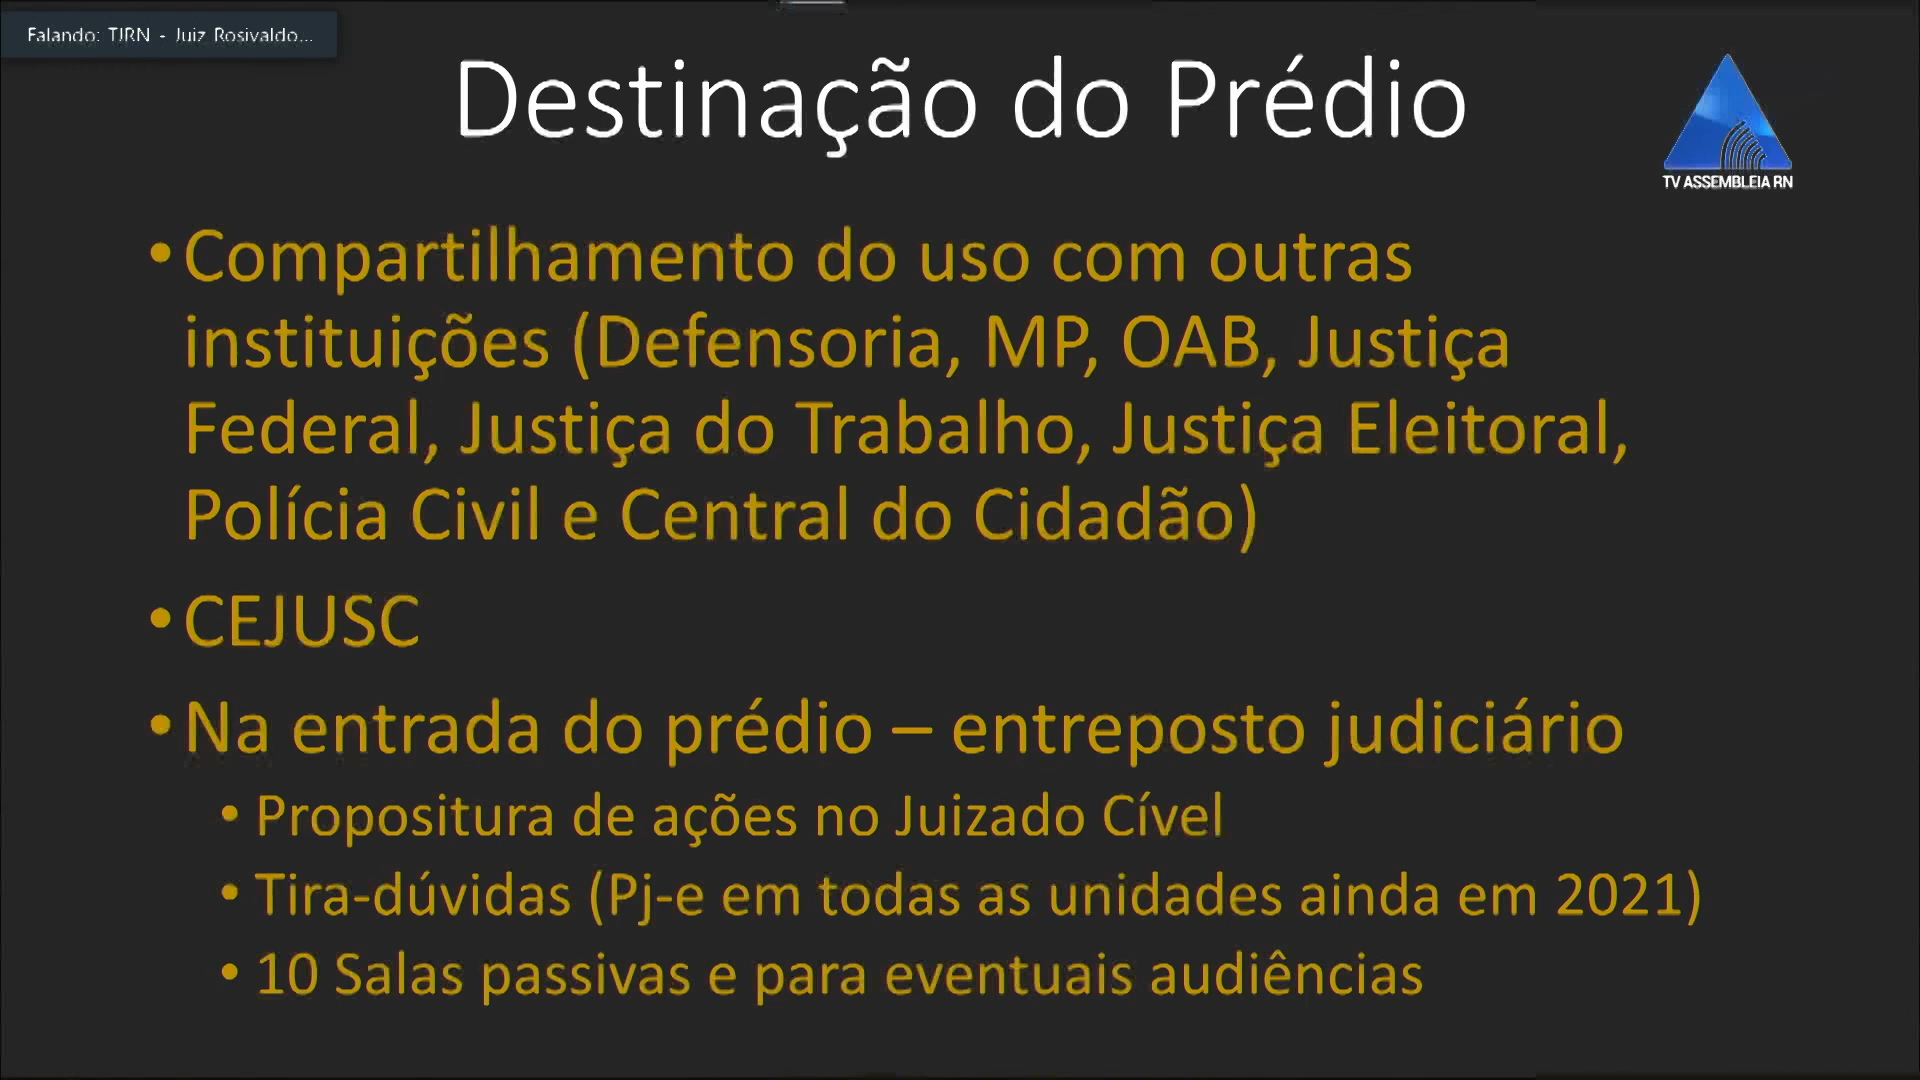 Falando: TJRN - Juiz Rosivaldo...
Destinação do Prédio
TV ASSEMBLEIA RN
• Compartilhamento do uso com outras
instituições (Defensoria, MP, OAB, Justiça
Federal, Justiça do Trabalho, Justiça Eleitoral,
Polícia Civil e Central do Cidadão)
• CEJUSC
• Na entrada do prédio – entreposto judiciário
• Propositura de ações no Juizado Cível
• Tira-dúvidas (Pj-e em todas as unidades ainda em 2021)
• 10 Salas passivas e para eventuais audiências